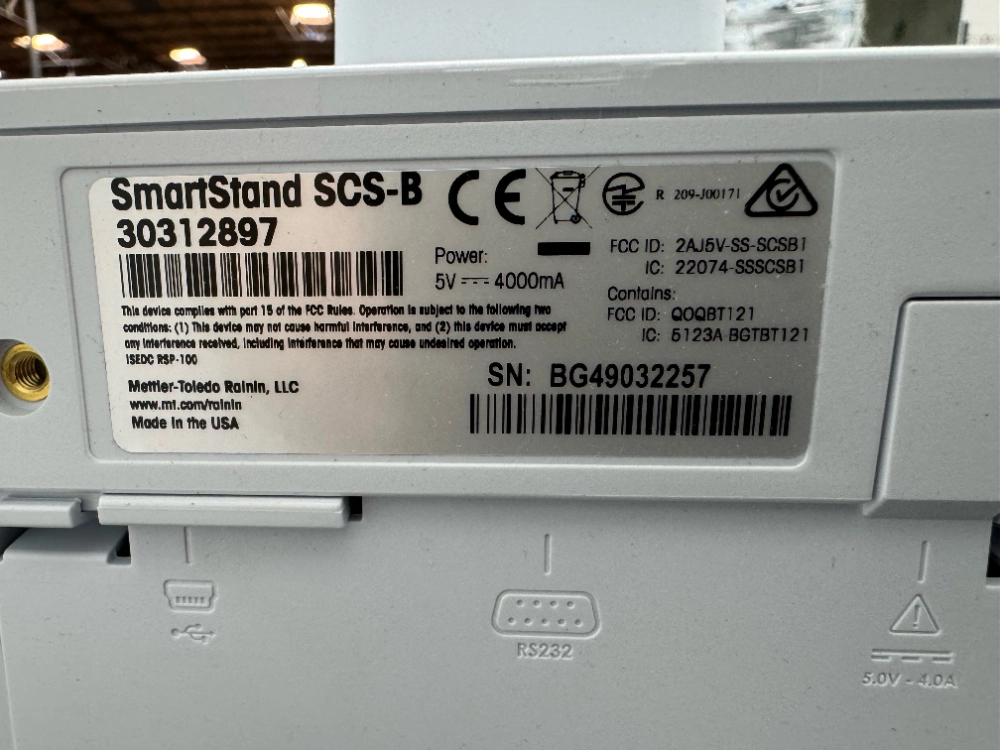 SmartStand SCS-B
30312897
CE
R 209-J00171
Power:
5V 4000mA
FCC ID: 2AJ5V-SS-SCSB1
IC: 22074-SSSCSB1
Contains:
FCC ID: QOQBT121
IC: 5123A-BGTBT121
This device complies with part 15 of the FCC Rules. Operation is subject to the following two
conditions: (1) This device may not cause harmful interference, and (2) this device must accept
any interference received, including interference that may cause undesired operation.
ISEDC RSP-100
Mettler-Toledo Rainin, LLC
www.mt.com/rainin
Made in the USA
SN: BG49032257
RS232
5.0V - 4.0A